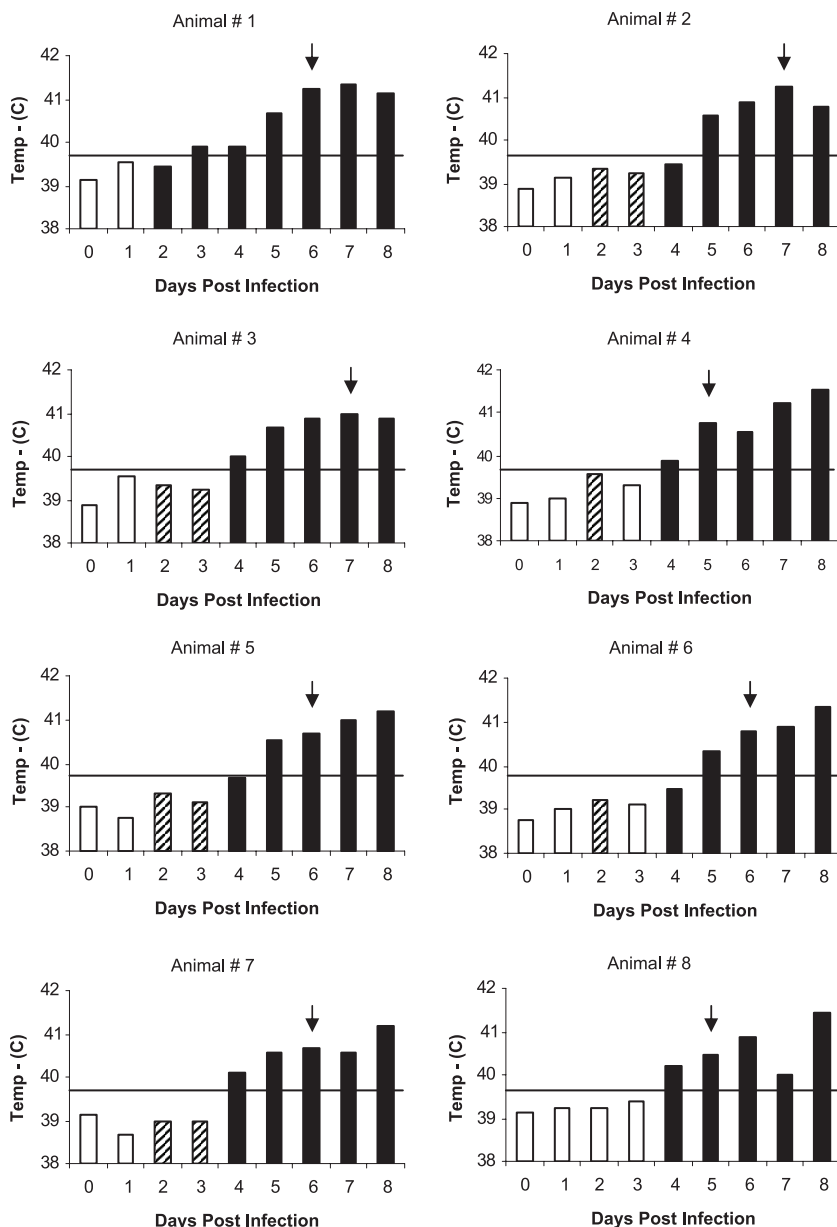 Animal # 1
42
41
40
39
38
Temp - (C)
0 1 2 3 4 5 6 7 8
Days Post Infection
Animal # 2
42
41
40
39
38
Temp - (C)
0 1 2 3 4 5 6 7 8
Days Post Infection
Animal # 3
42
41
40
39
38
Temp - (C)
0 1 2 3 4 5 6 7 8
Days Post Infection
Animal # 4
42
41
40
39
38
Temp - (C)
0 1 2 3 4 5 6 7 8
Days Post Infection
Animal # 5
42
41
40
39
38
Temp - (C)
0 1 2 3 4 5 6 7 8
Days Post Infection
Animal # 6
42
41
40
39
38
Temp - (C)
0 1 2 3 4 5 6 7 8
Days Post Infection
Animal # 7
42
41
40
39
38
Temp - (C)
0 1 2 3 4 5 6 7 8
Days Post Infection
Animal # 8
42
41
40
39
38
Temp - (C)
0 1 2 3 4 5 6 7 8
Days Post Infection